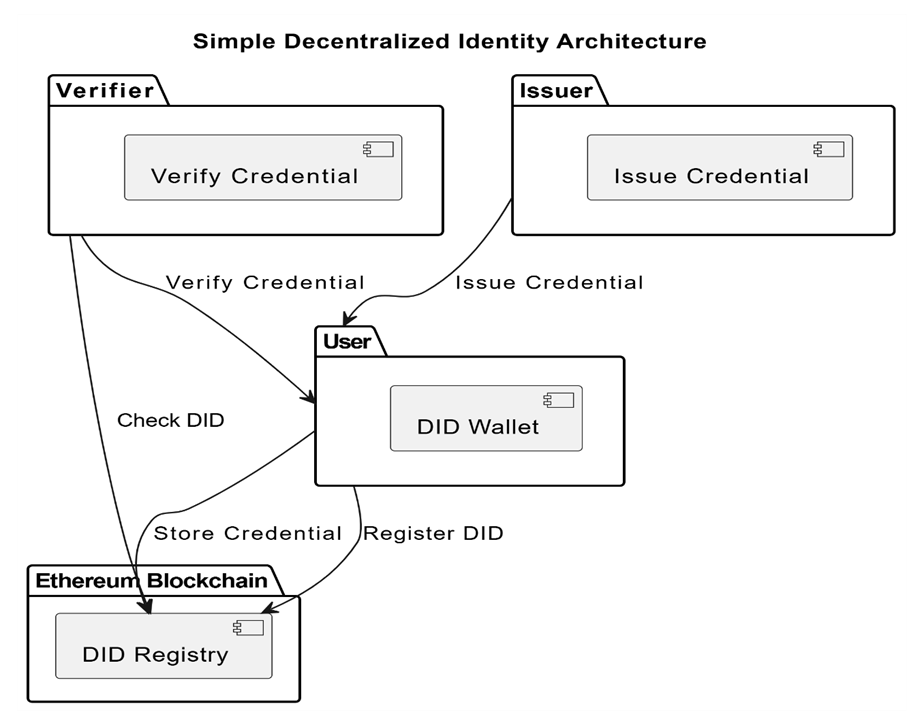 Simple Decentralized Identity Architecture
Verifier
Issuer
Verify Credential
Issue Credential
Verify Credential
Issue Credential
User
DID Wallet
Check DID
Store Credential
Register DID
Ethereum Blockchain
DID Registry